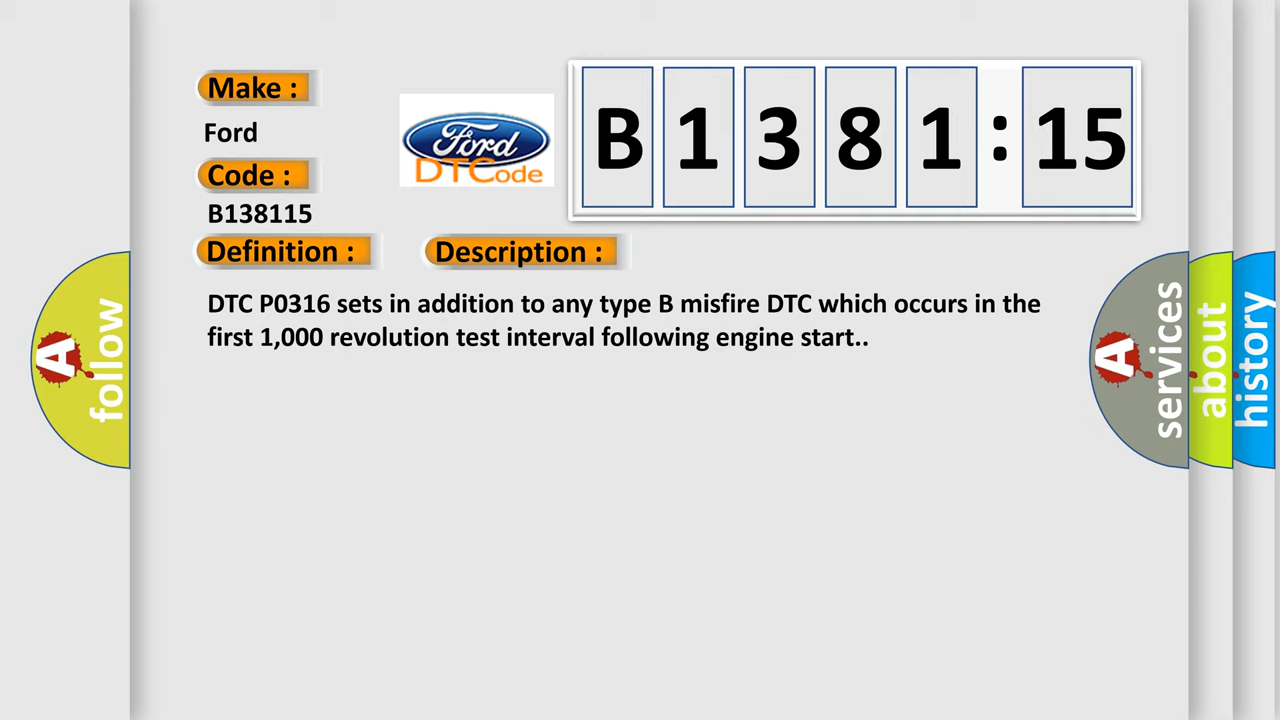 Make :
Ford
Code :
B138115
Definition :
Description :
DTC P0316 sets in addition to any type B misfire DTC which occurs in the
first 1,000 revolution test interval following engine start..
Ford
DTCode
B 1 3 8 1 : 15
A follow
A services
about
history